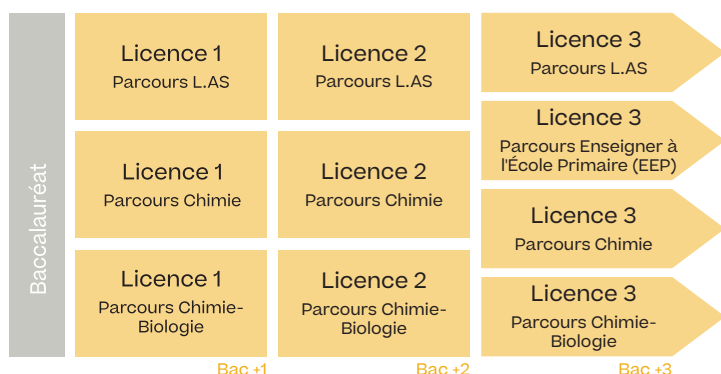 Baccalauréat
Licence 1
Parcours L.AS
Licence 2
Parcours L.AS
Licence 3
Parcours L.AS
Licence 3
Parcours Enseigner à
l'École Primaire (EEP)
Licence 1
Parcours Chimie
Licence 2
Parcours Chimie
Licence 3
Parcours Chimie
Licence 1
Parcours Chimie-
Biologie
Licence 2
Parcours Chimie-
Biologie
Licence 3
Parcours Chimie-
Biologie
Bac +1
Bac +2
Bac +3